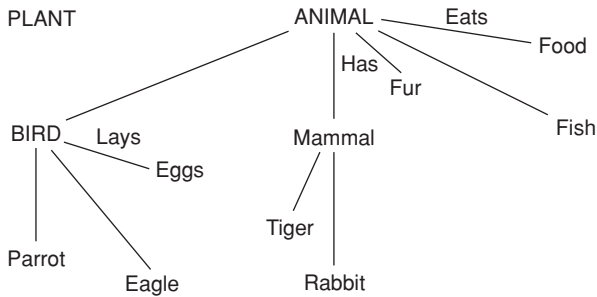 PLANT
ANIMAL
Eats
Food
Has
Fur
Fish
BIRD
Lays
Eggs
Mammal
Tiger
Parrot
Eagle
Rabbit